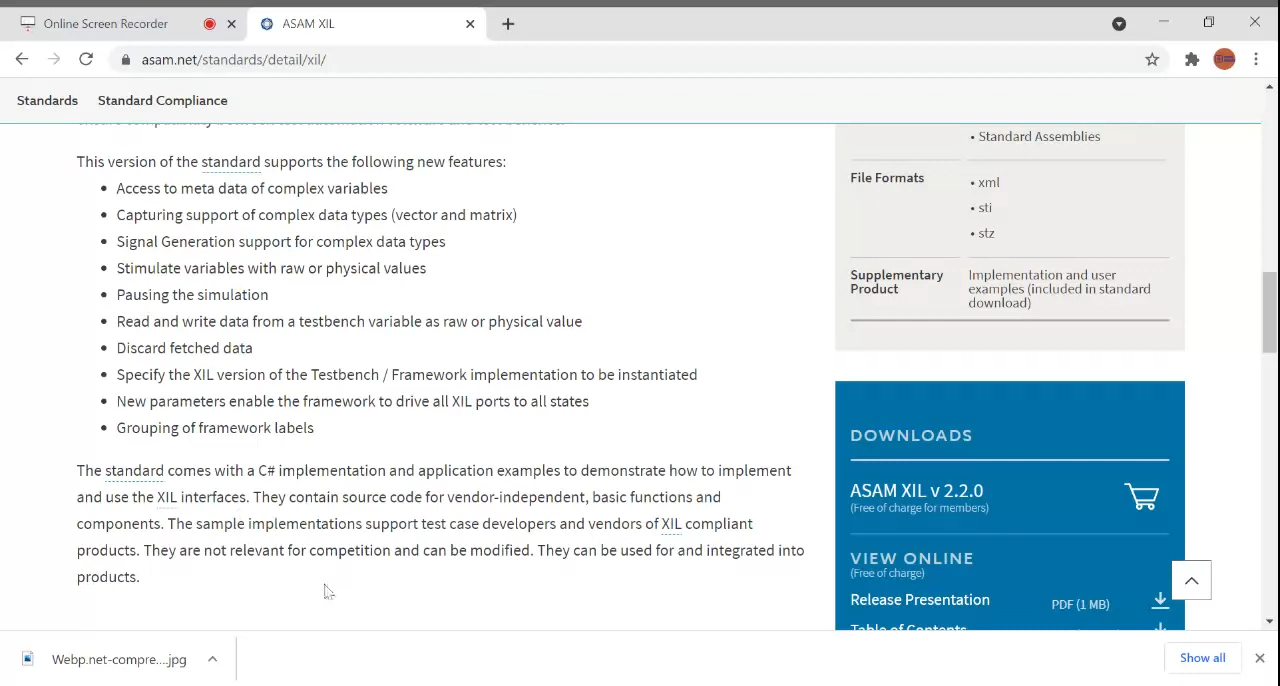 Online Screen Recorder
ASAM XIL
asam.net/standards/detail/xil/
Standards
Standard Compliance
This version of the standard supports the following new features:
• Access to meta data of complex variables
• Capturing support of complex data types (vector and matrix)
• Signal Generation support for complex data types
• Stimulate variables with raw or physical values
• Pausing the simulation
• Read and write data from a testbench variable as raw or physical value
• Discard fetched data
• Specify the XIL version of the Testbench / Framework implementation to be instantiated
• New parameters enable the framework to drive all XIL ports to all states
• Grouping of framework labels
The standard comes with a C# implementation and application examples to demonstrate how to implement
and use the XIL interfaces. They contain source code for vendor-independent, basic functions and
components. The sample implementations support test case developers and vendors of XIL compliant
products. They are not relevant for competition and can be modified. They can be used for and integrated into
products.
• Standard Assemblies
File Formats
• xml
• sti
• stz
Supplementary
Product
Implementation and user
examples (included in standard
download)
DOWNLOADS
ASAM XIL v 2.2.0
(Free of charge for members)
VIEW ONLINE
(Free of charge)
Release Presentation
PDF (1 MB)
Table of Contents
Webp.net-compre....jpg
Show all